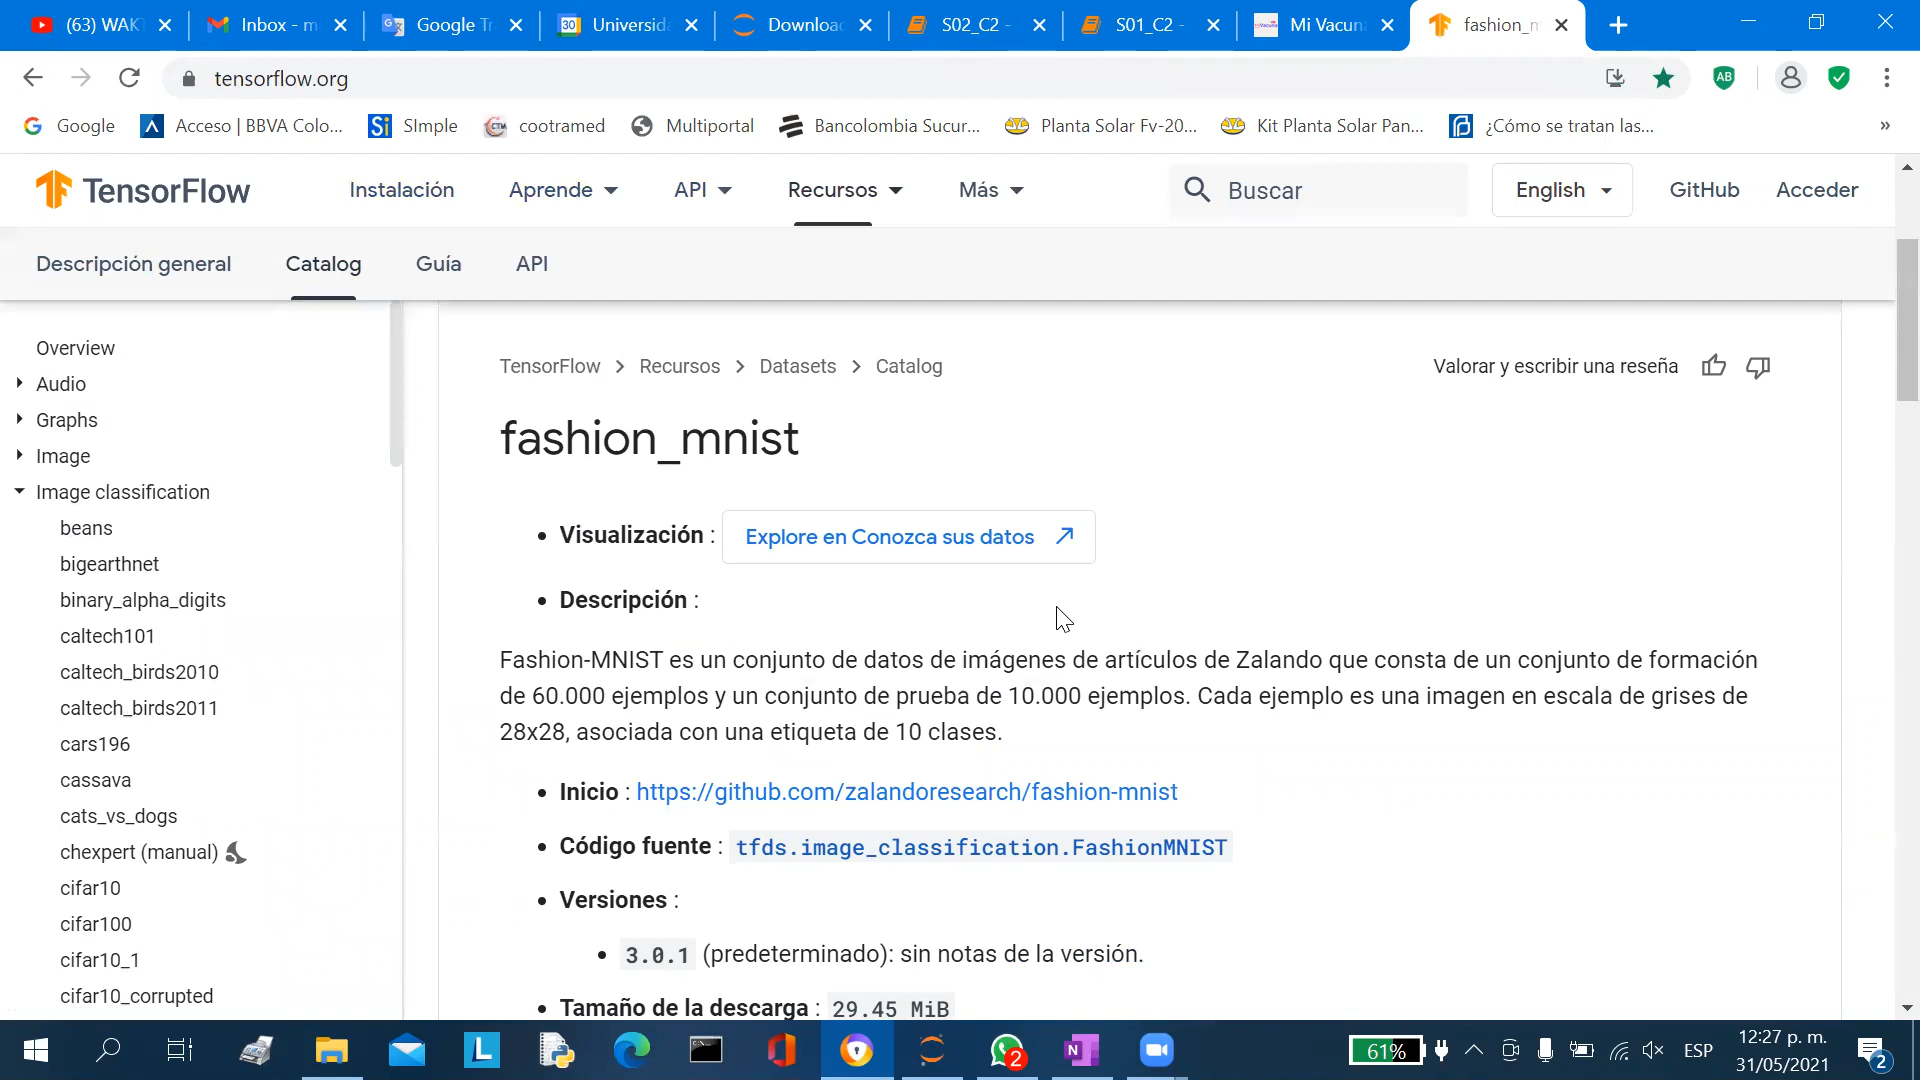 (63) WAK
Inbox - m
Google Tr
Universida
Downloac
S02_C2 -
S01_C2 -
Mi Vacuna
fashion_m
tensorflow.org
AB
Google
Acceso | BBVA Colo...
SImple
cootramed
Multiportal
Bancolombia Sucur...
Planta Solar Fv-20...
Kit Planta Solar Pan...
¿Cómo se tratan las...
»
TensorFlow
Instalación
Aprende
API
Recursos
Más
Buscar
English
GitHub
Acceder
Descripción general
Catalog
Guía
API
Overview
Audio
Graphs
Image
Image classification
beans
bigearthnet
binary_alpha_digits
caltech101
caltech_birds2010
caltech_birds2011
cars196
cassava
cats_vs_dogs
chexpert (manual)
cifar10
cifar100
cifar10_1
cifar10_corrupted
TensorFlow > Recursos > Datasets > Catalog
Valorar y escribir una reseña
fashion_mnist
• Visualización : Explore en Conozca sus datos
• Descripción :
Fashion-MNIST es un conjunto de datos de imágenes de artículos de Zalando que consta de un conjunto de formación
de 60.000 ejemplos y un conjunto de prueba de 10.000 ejemplos. Cada ejemplo es una imagen en escala de grises de
28x28, asociada con una etiqueta de 10 clases.
• Inicio : https://github.com/zalandoresearch/fashion-mnist
• Código fuente : tfds.image_classification.FashionMNIST
• Versiones :
• 3.0.1 (predeterminado): sin notas de la versión.
• Tamaño de la descarga : 29.45 MiB
61%
ESP
12:27 p. m.
31/05/2021
2
2